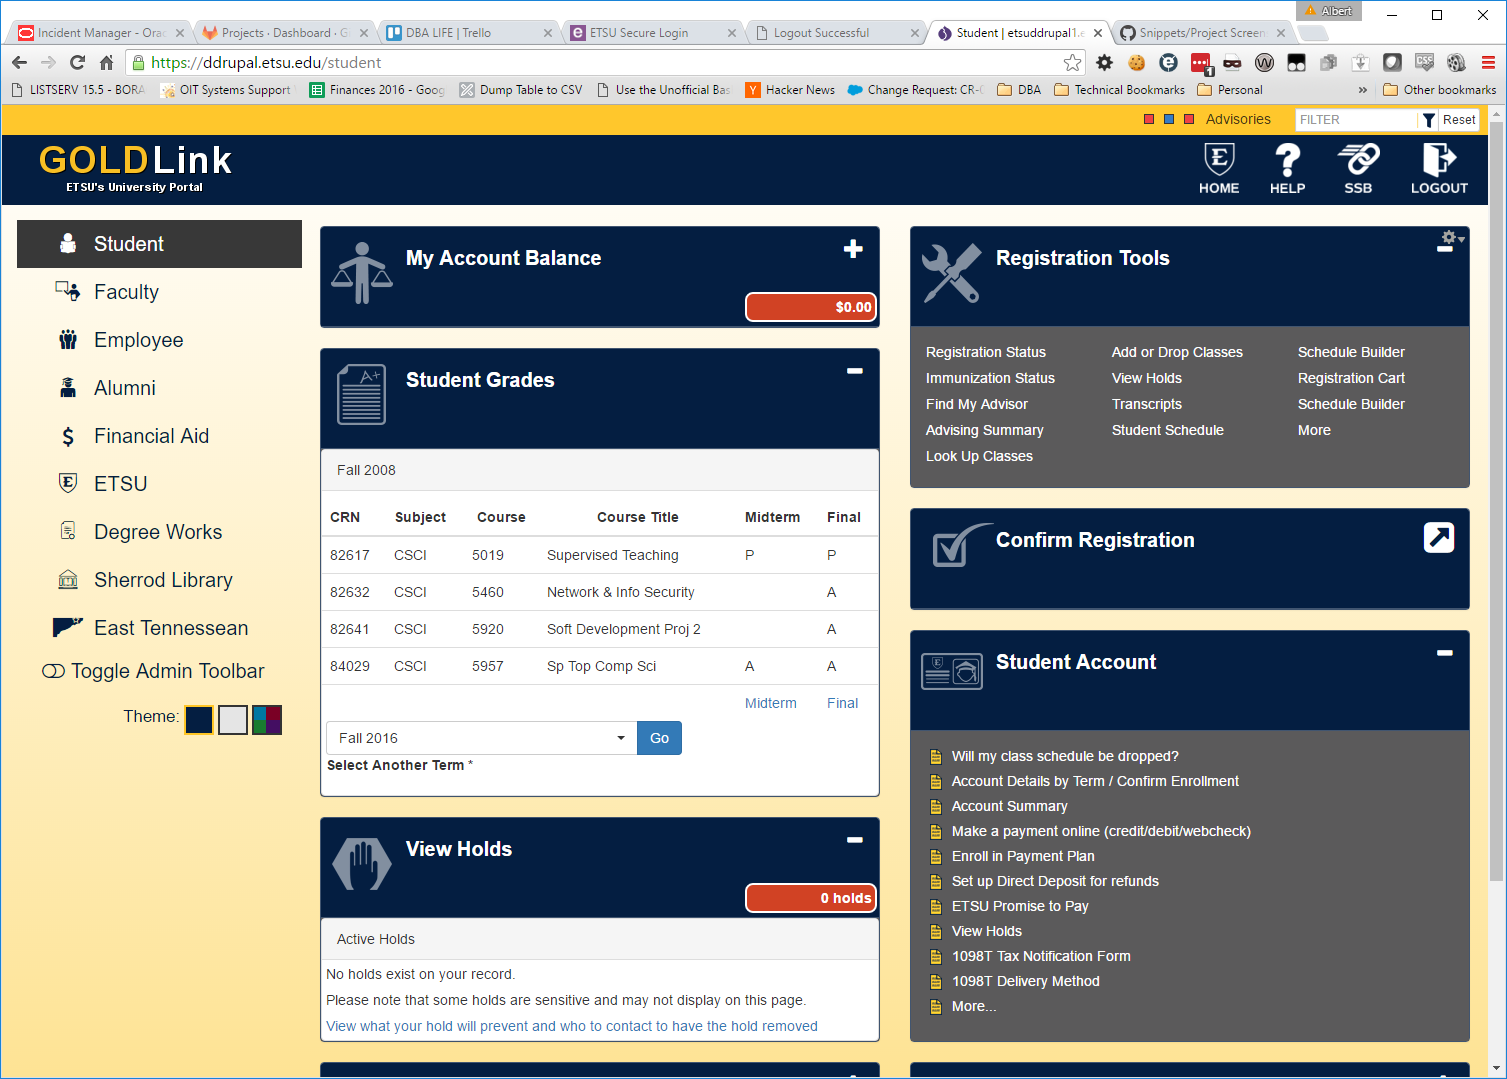 Albert
Incident Manager - Orac
Projects · Dashboard · G
DBA LIFE | Trello
ETSU Secure Login
Logout Successful
Student | etsuddrupal1.e
Snippets/Project Screen
https://ddrupal.etsu.edu/student
1
LISTSERV 15.5 - BORA
OIT Systems Support
Finances 2016 - Goog
Dump Table to CSV
Use the Unofficial Bas
Hacker News
Change Request: CR-0
DBA
Technical Bookmarks
Personal
»
Other bookmarks
Advisories
FILTER
Reset
GOLDLink
ETSU's University Portal
HOME
HELP
SSB
LOGOUT
Student
Faculty
Employee
Alumni
Financial Aid
ETSU
Degree Works
Sherrod Library
East Tennessean
Toggle Admin Toolbar
Theme:
My Account Balance
$0.00
A+
Student Grades
Fall 2008
CRN Subject Course Course Title Midterm Final
82617 CSCI 5019 Supervised Teaching P P
82632 CSCI 5460 Network & Info Security A
82641 CSCI 5920 Soft Development Proj 2 A
84029 CSCI 5957 Sp Top Comp Sci A A
Midterm Final
Fall 2016 Go
Select Another Term *
View Holds
0 holds
Active Holds
No holds exist on your record.
Please note that some holds are sensitive and may not display on this page.
View what your hold will prevent and who to contact to have the hold removed
Registration Tools
Registration Status Add or Drop Classes Schedule Builder
Immunization Status View Holds Registration Cart
Find My Advisor Transcripts Schedule Builder
Advising Summary Student Schedule More
Look Up Classes
Confirm Registration
Student Account
Will my class schedule be dropped?
Account Details by Term / Confirm Enrollment
Account Summary
Make a payment online (credit/debit/webcheck)
Enroll in Payment Plan
Set up Direct Deposit for refunds
ETSU Promise to Pay
View Holds
1098T Tax Notification Form
1098T Delivery Method
More...